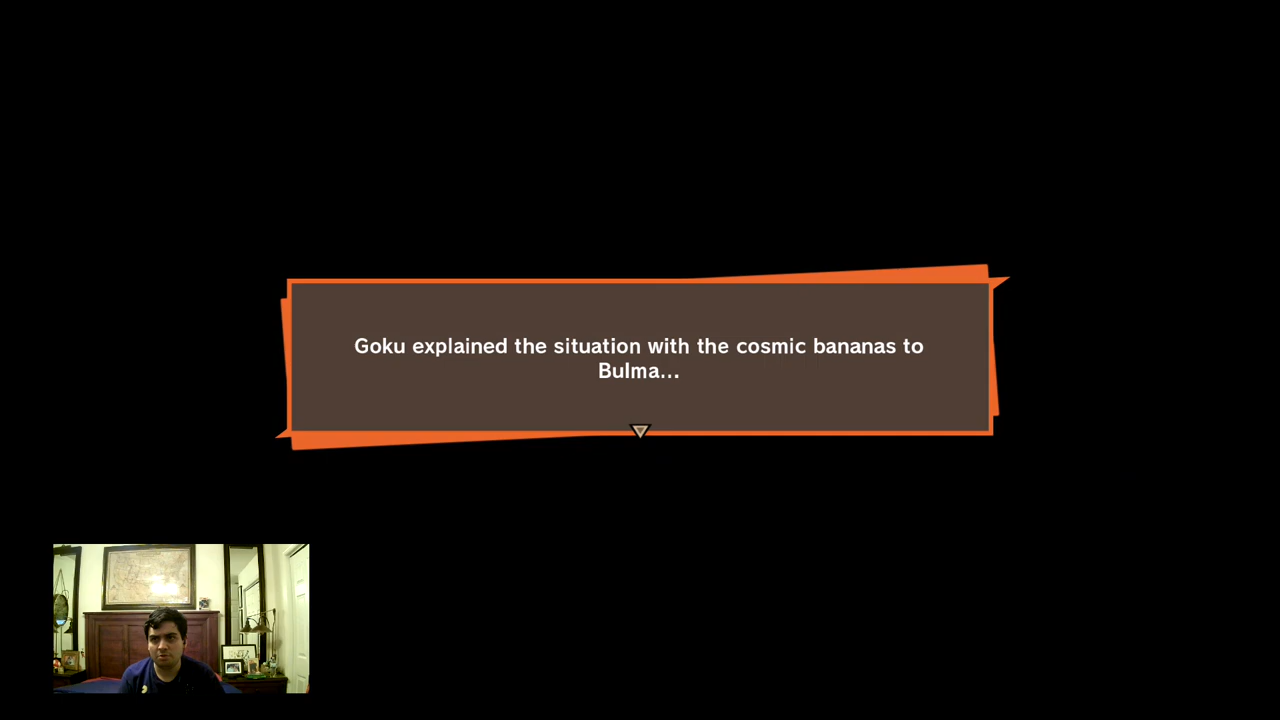 Goku explained the situation with the cosmic bananas to
Bulma...